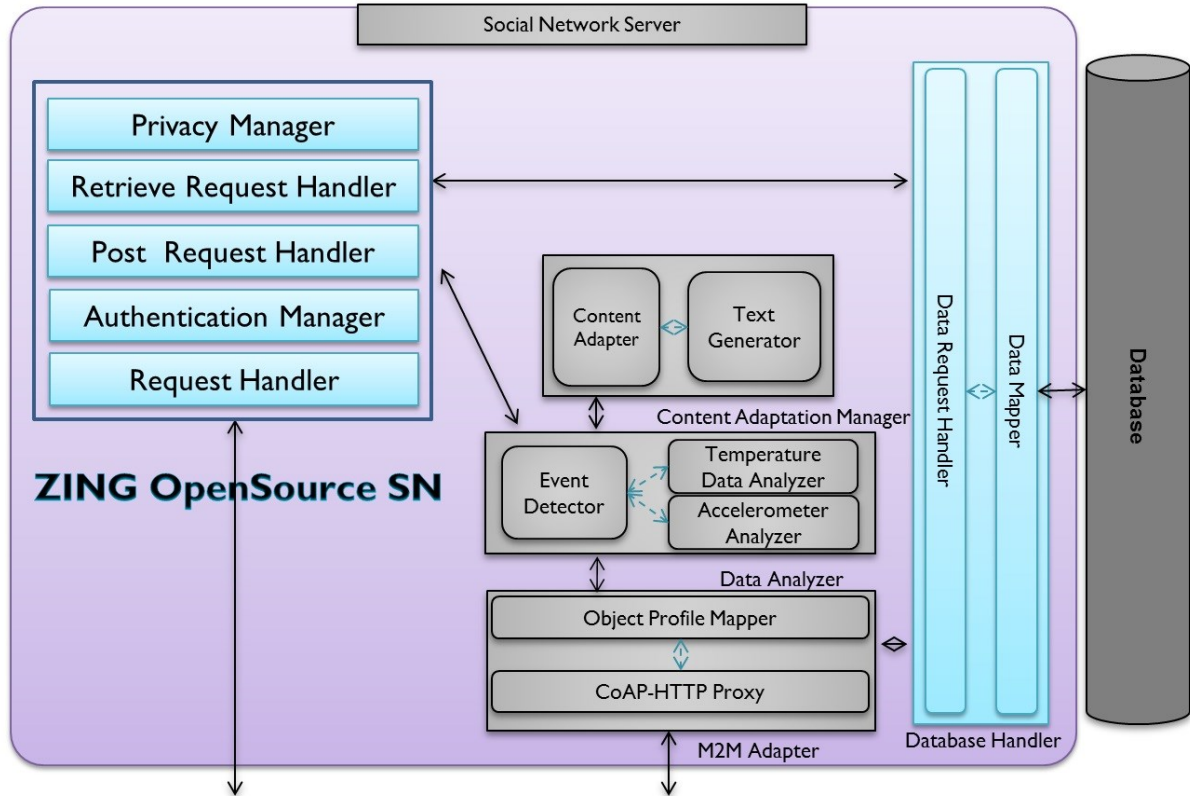 Social Network Server
Privacy Manager
Retrieve Request Handler
Post Request Handler
Authentication Manager
Request Handler
ZING OpenSource SN
Content
Adapter
Text
Generator
Content Adaptation Manager
Event
Detector
Temperature
Data Analyzer
Accelerometer
Analyzer
Data Analyzer
Object Profile Mapper
CoAP-HTTP Proxy
M2M Adapter
Data Request Handler
Data Mapper
Database Handler
Database